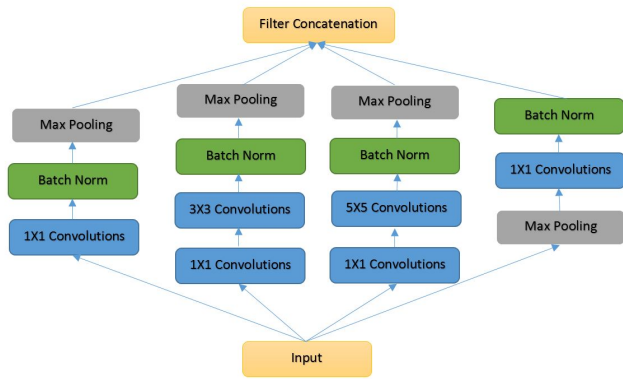 Filter Concatenation
Max Pooling
Batch Norm
1X1 Convolutions
Max Pooling
Batch Norm
3X3 Convolutions
1X1 Convolutions
Max Pooling
Batch Norm
5X5 Convolutions
1X1 Convolutions
Batch Norm
1X1 Convolutions
Max Pooling
Input